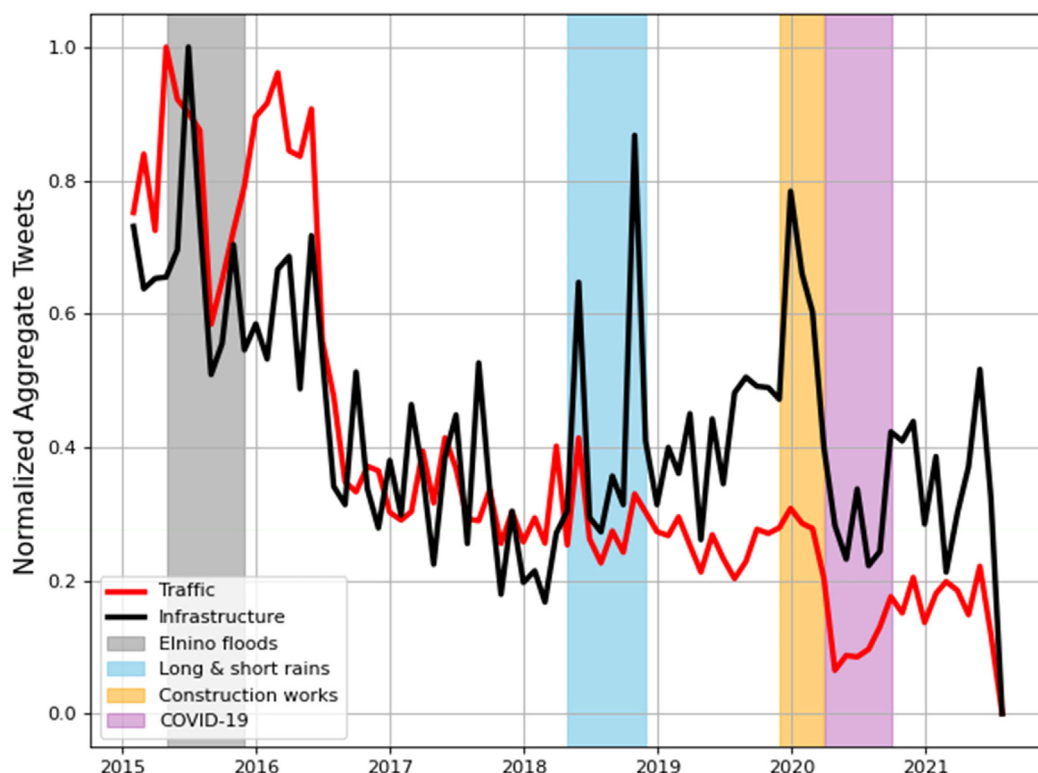 Normalized Aggregate Tweets
1.0
0.8
0.6
0.4
0.2
0.0
Traffic
Infrastructure
Elnino floods
Long & short rains
Construction works
COVID-19
2015 2016 2017 2018 2019 2020 2021